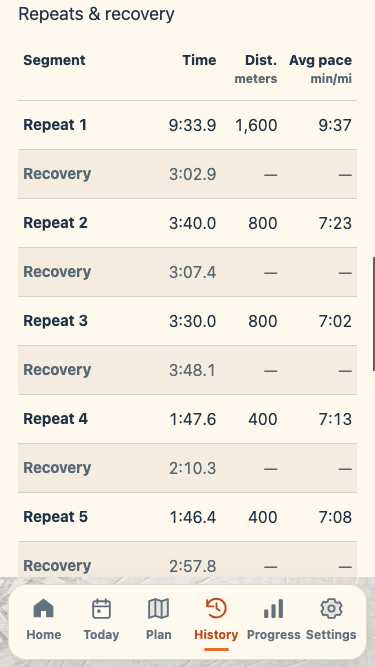 Repeats & recovery
Segment Time Dist. Avg pace
meters min/mi
Repeat 1 9:33.9 1,600 9:37
Recovery 3:02.9 — —
Repeat 2 3:40.0 800 7:23
Recovery 3:07.4 — —
Repeat 3 3:30.0 800 7:02
Recovery 3:48.1 — —
Repeat 4 1:47.6 400 7:13
Recovery 2:10.3 — —
Repeat 5 1:46.4 400 7:08
Recovery 2:57.8 — —
Home Today Plan History Progress Settings